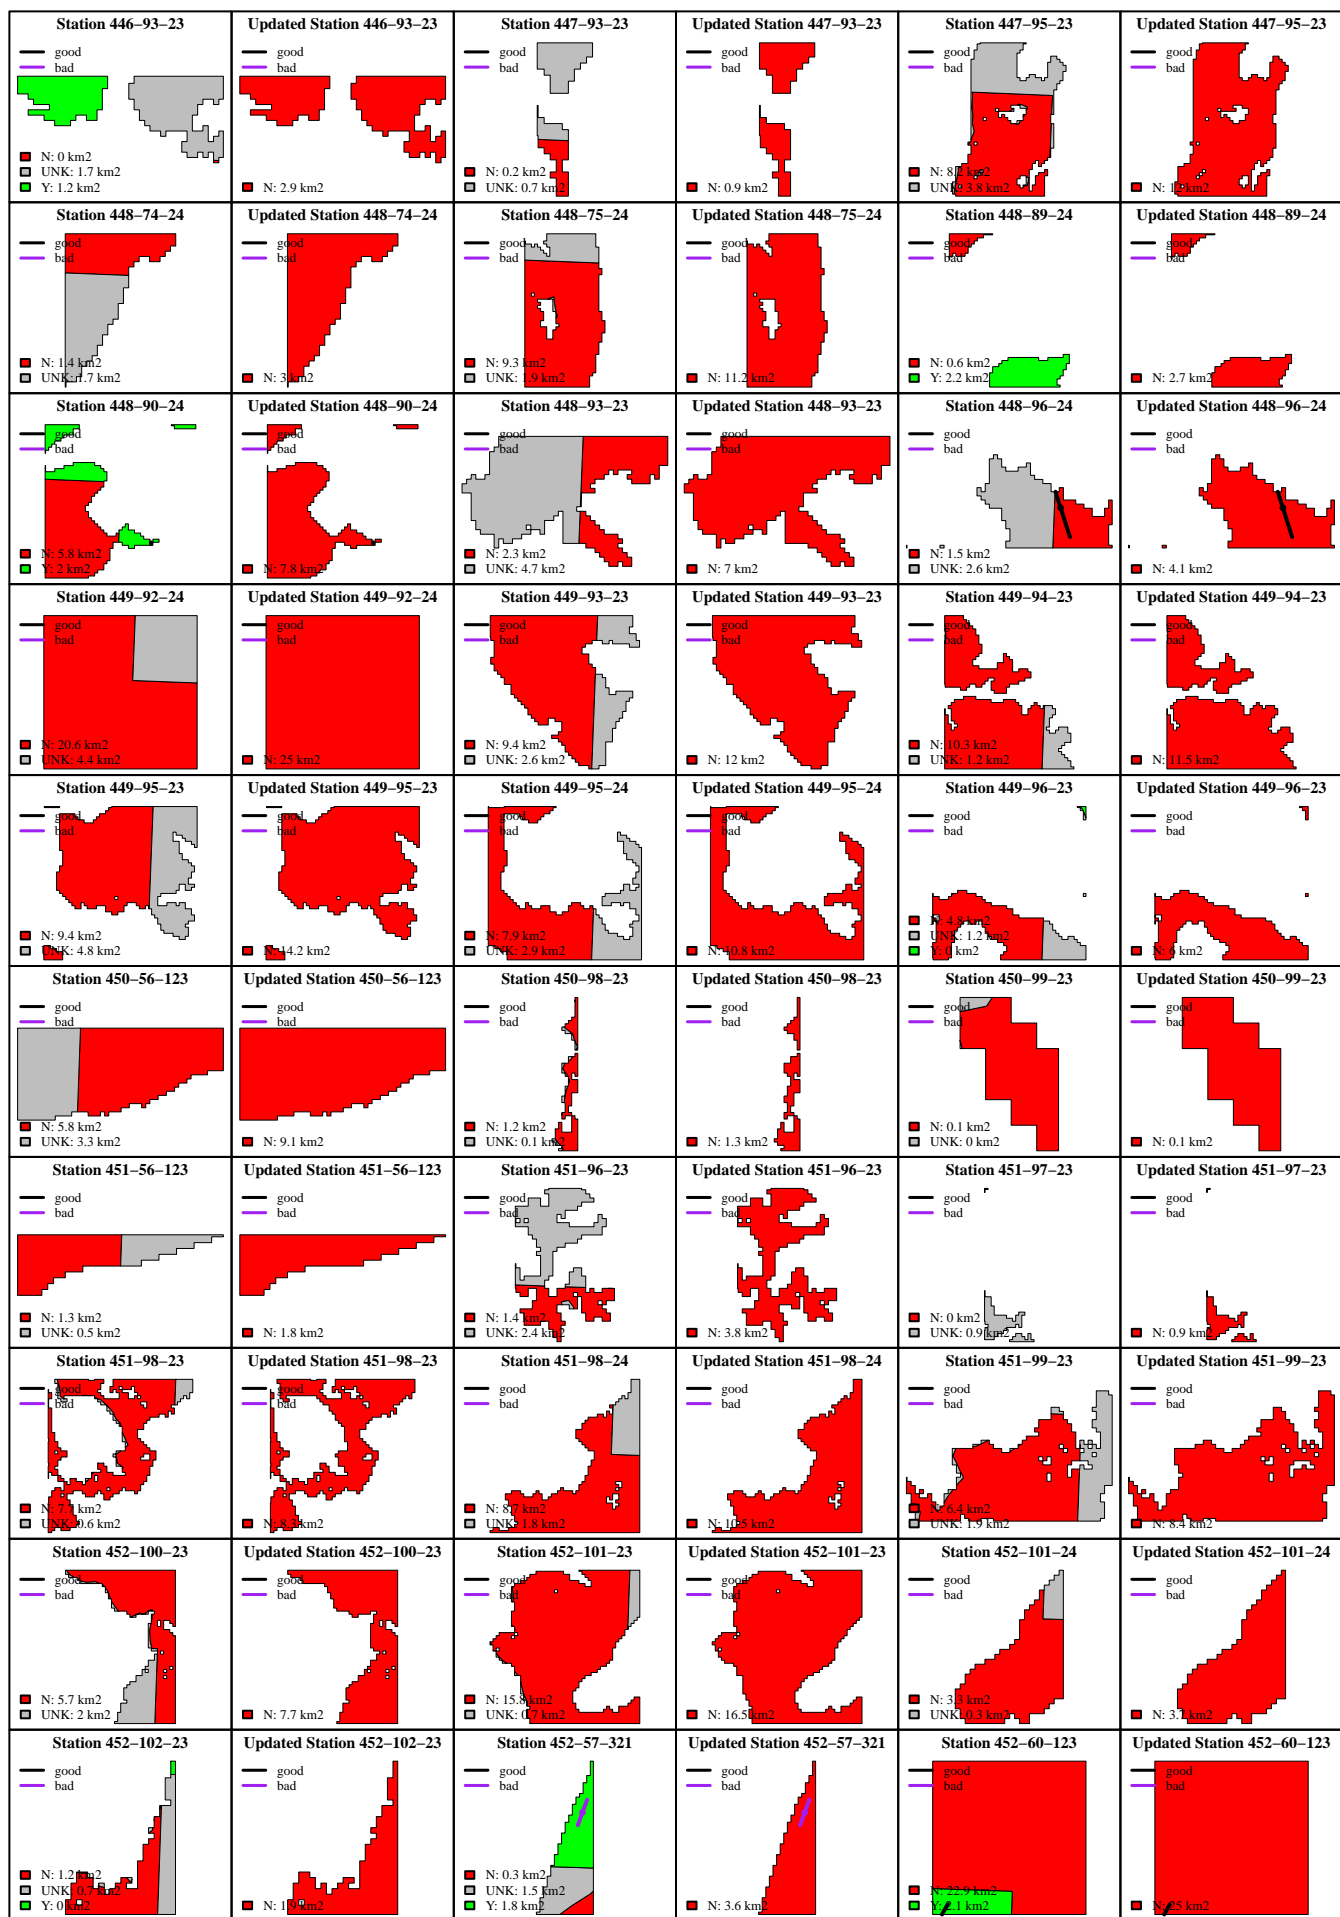 Station 446−93−23
good
bad
N: 0 km2
UNK: 1.7 km2
Y: 1.2 km2
Updated Station 446−93−23
good
bad
N: 2.9 km2
Station 447−93−23
good
bad
N: 0.2 km2
UNK: 0.7 km2
Updated Station 447−93−23
good
bad
N: 0.9 km2
Station 447−95−23
good
bad
N: 8.2 km2
UNK: 3.8 km2
Updated Station 447−95−23
good
bad
N: 12 km2
Station 448−74−24
good
bad
N: 1.4 km2
UNK: 1.7 km2
Updated Station 448−74−24
good
bad
N: 3 km2
Station 448−75−24
good
bad
N: 9.3 km2
UNK: 1.9 km2
Updated Station 448−75−24
good
bad
N: 11.2 km2
Station 448−89−24
good
bad
N: 0.6 km2
Y: 2.2 km2
Updated Station 448−89−24
good
bad
N: 2.7 km2
Station 448−90−24
good
bad
N: 5.8 km2
Y: 2 km2
Updated Station 448−90−24
good
bad
N: 7.8 km2
Station 448−93−23
good
bad
N: 2.3 km2
UNK: 4.7 km2
Updated Station 448−93−23
good
bad
N: 7 km2
Station 448−96−24
good
bad
N: 1.5 km2
UNK: 2.6 km2
Updated Station 448−96−24
good
bad
N: 4.1 km2
Station 449−92−24
good
bad
N: 20.6 km2
UNK: 4.4 km2
Updated Station 449−92−24
good
bad
N: 25 km2
Station 449−93−23
good
bad
N: 9.4 km2
UNK: 2.6 km2
Updated Station 449−93−23
good
bad
N: 12 km2
Station 449−94−23
good
bad
N: 10.3 km2
UNK: 1.2 km2
Updated Station 449−94−23
good
bad
N: 11.5 km2
Station 449−95−23
good
bad
N: 9.4 km2
UNK: 4.8 km2
Updated Station 449−95−23
good
bad
N: 14.2 km2
Station 449−95−24
good
bad
N: 7.9 km2
UNK: 2.9 km2
Updated Station 449−95−24
good
bad
N: 10.8 km2
Station 449−96−23
good
bad
N: 4.8 km2
UNK: 1.2 km2
Y: 0 km2
Updated Station 449−96−23
good
bad
N: 6 km2
Station 450−56−123
good
bad
N: 5.8 km2
UNK: 3.3 km2
Updated Station 450−56−123
good
bad
N: 9.1 km2
Station 450−98−23
good
bad
N: 1.2 km2
UNK: 0.1 km2
Updated Station 450−98−23
good
bad
N: 1.3 km2
Station 450−99−23
good
bad
N: 0.1 km2
UNK: 0 km2
Updated Station 450−99−23
good
bad
N: 0.1 km2
Station 451−56−123
good
bad
N: 1.3 km2
UNK: 0.5 km2
Updated Station 451−56−123
good
bad
N: 1.8 km2
Station 451−96−23
good
bad
N: 1.4 km2
UNK: 2.4 km2
Updated Station 451−96−23
good
bad
N: 3.8 km2
Station 451−97−23
good
bad
N: 0 km2
UNK: 0.9 km2
Updated Station 451−97−23
good
bad
N: 0.9 km2
Station 451−98−23
good
bad
N: 7.7 km2
UNK: 0.6 km2
Updated Station 451−98−23
good
bad
N: 8.3 km2
Station 451−98−24
good
bad
N: 8.7 km2
UNK: 1.8 km2
Updated Station 451−98−24
good
bad
N: 10.5 km2
Station 451−99−23
good
bad
N: 6.4 km2
UNK: 1.9 km2
Updated Station 451−99−23
good
bad
N: 8.4 km2
Station 452−100−23
good
bad
N: 5.7 km2
UNK: 2 km2
Updated Station 452−100−23
good
bad
N: 7.7 km2
Station 452−101−23
good
bad
N: 15.8 km2
UNK: 0.7 km2
Updated Station 452−101−23
good
bad
N: 16.5 km2
Station 452−101−24
good
bad
N: 3.3 km2
UNK: 0.3 km2
Updated Station 452−101−24
good
bad
N: 3.7 km2
Station 452−102−23
good
bad
N: 1.2 km2
UNK: 0.7 km2
Y: 0 km2
Updated Station 452−102−23
good
bad
N: 1.9 km2
Station 452−57−321
good
bad
N: 0.3 km2
UNK: 1.5 km2
Y: 1.8 km2
Updated Station 452−57−321
good
bad
N: 3.6 km2
Station 452−60−123
good
bad
N: 22.9 km2
Y: 2.1 km2
Updated Station 452−60−123
good
bad
N: 25 km2